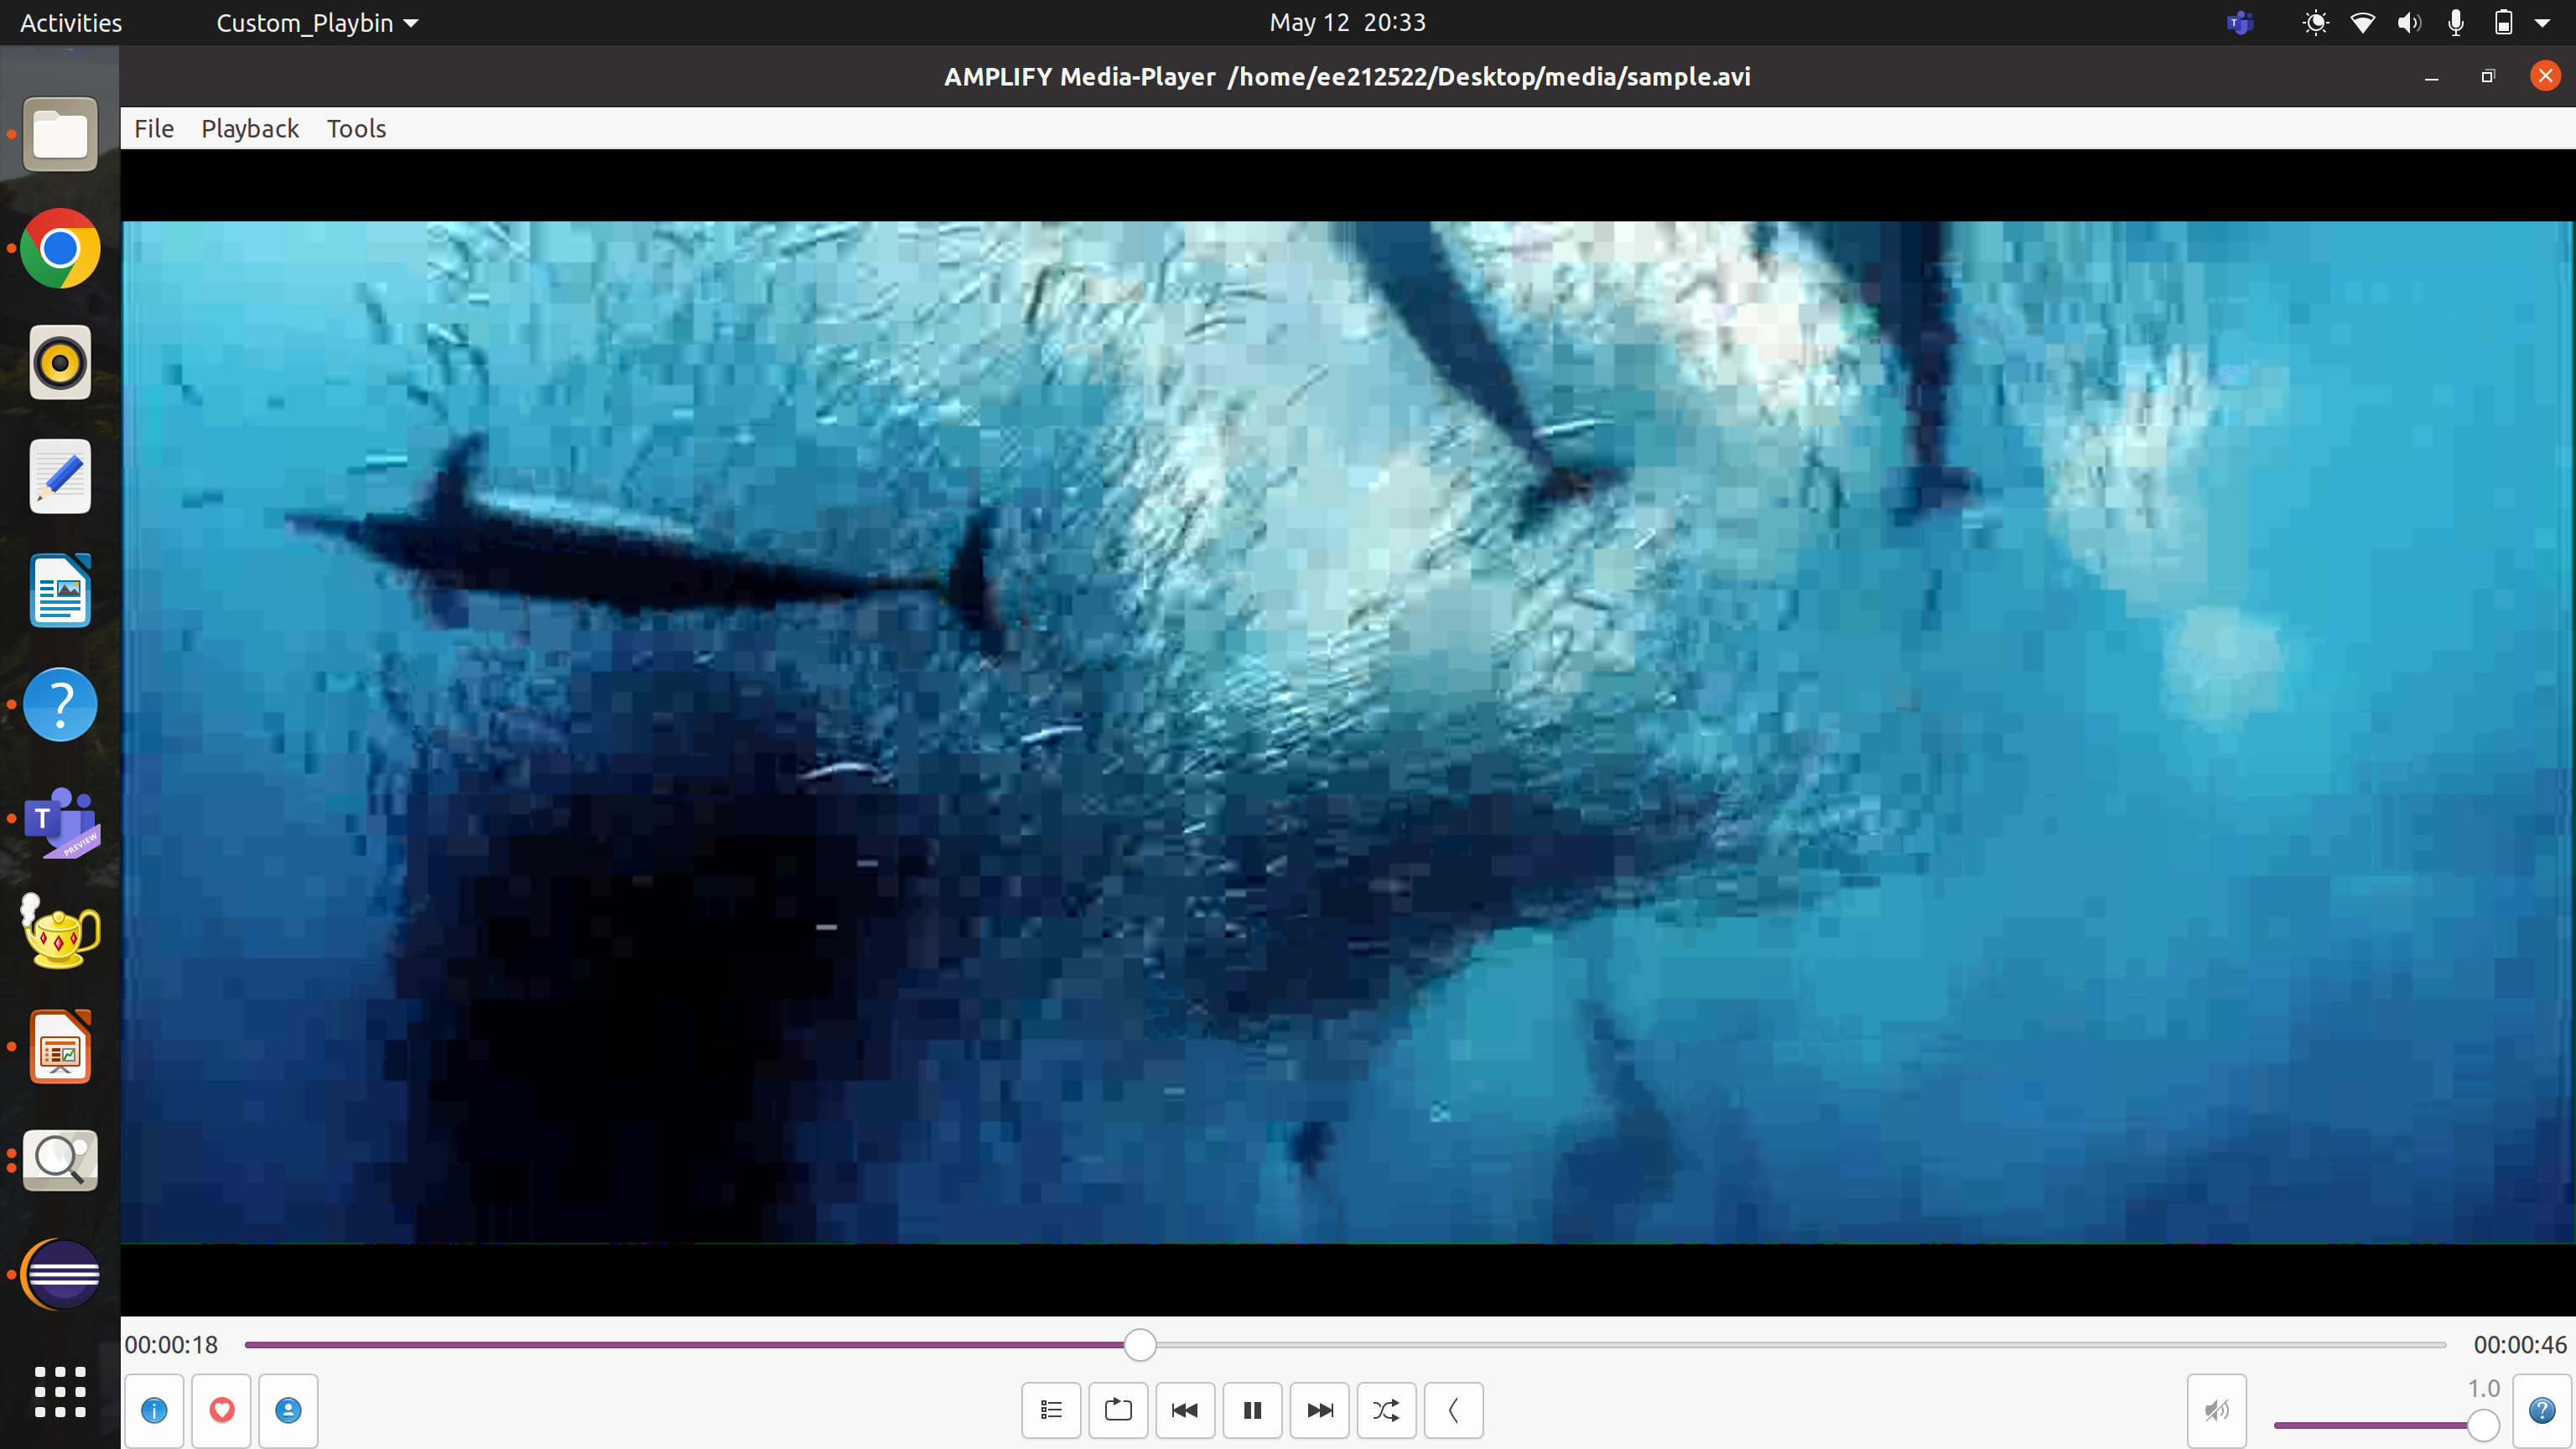 Activities
Custom_Playbin
May 12 20:33
AMPLIFY Media-Player /home/ee212522/Desktop/media/sample.avi
File Playback Tools
T
PREVIEW
00:00:18
00:00:46
1.0